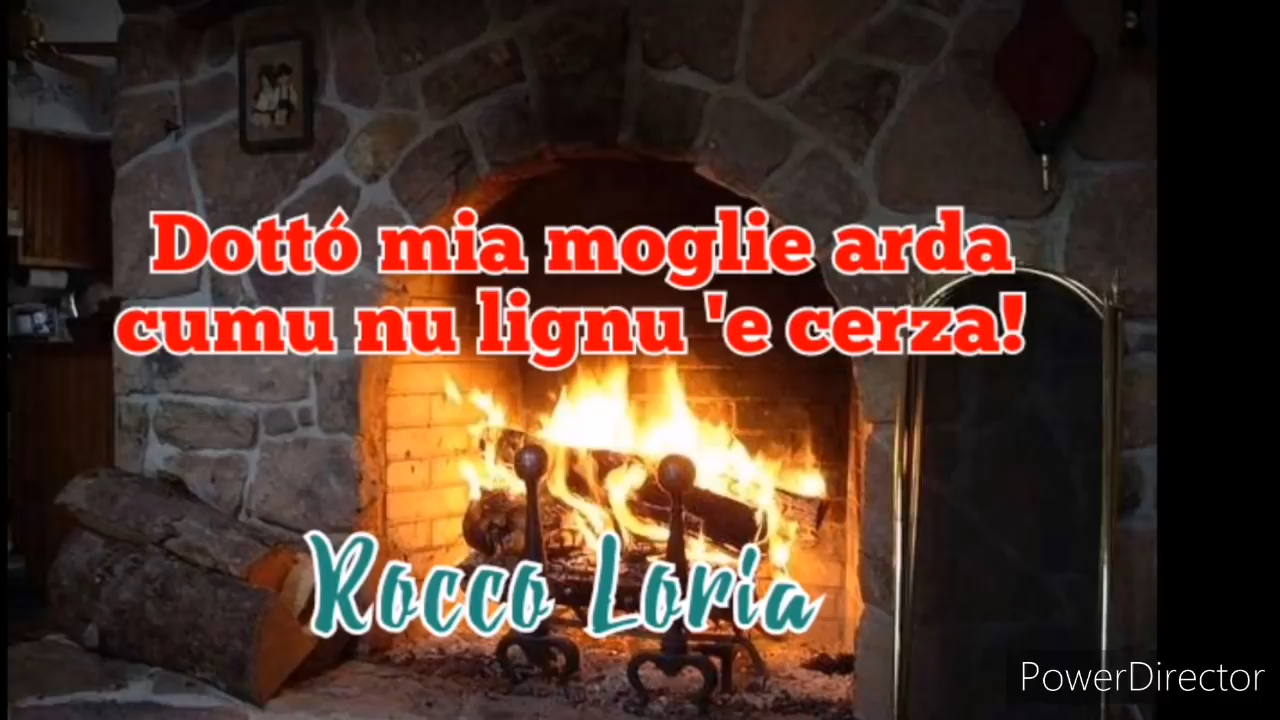 Dottó mia moglie arda
cumu nu lignu 'e cerza!
Rocco Loria
PowerDirector